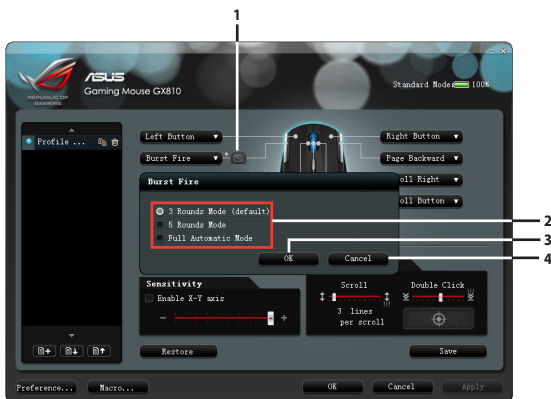 1
REPUBLIC OF
GAMERS
ASUS
Gaming Mouse GX810
Standard Mode 100%
Profile ...
Left Button
Right Button
Burst Fire
Page Backward
oll Right
oll Button
Burst Fire
3 Rounds Mode (default)
5 Rounds Mode
Full Automatic Mode
2
OK
3
Cancel
4
Sensitivity
Enable X-Y axis
- +
Scroll
3 lines
per scroll
Double Click
Restore
Save
Preference...
Macro...
OK
Cancel
Apply